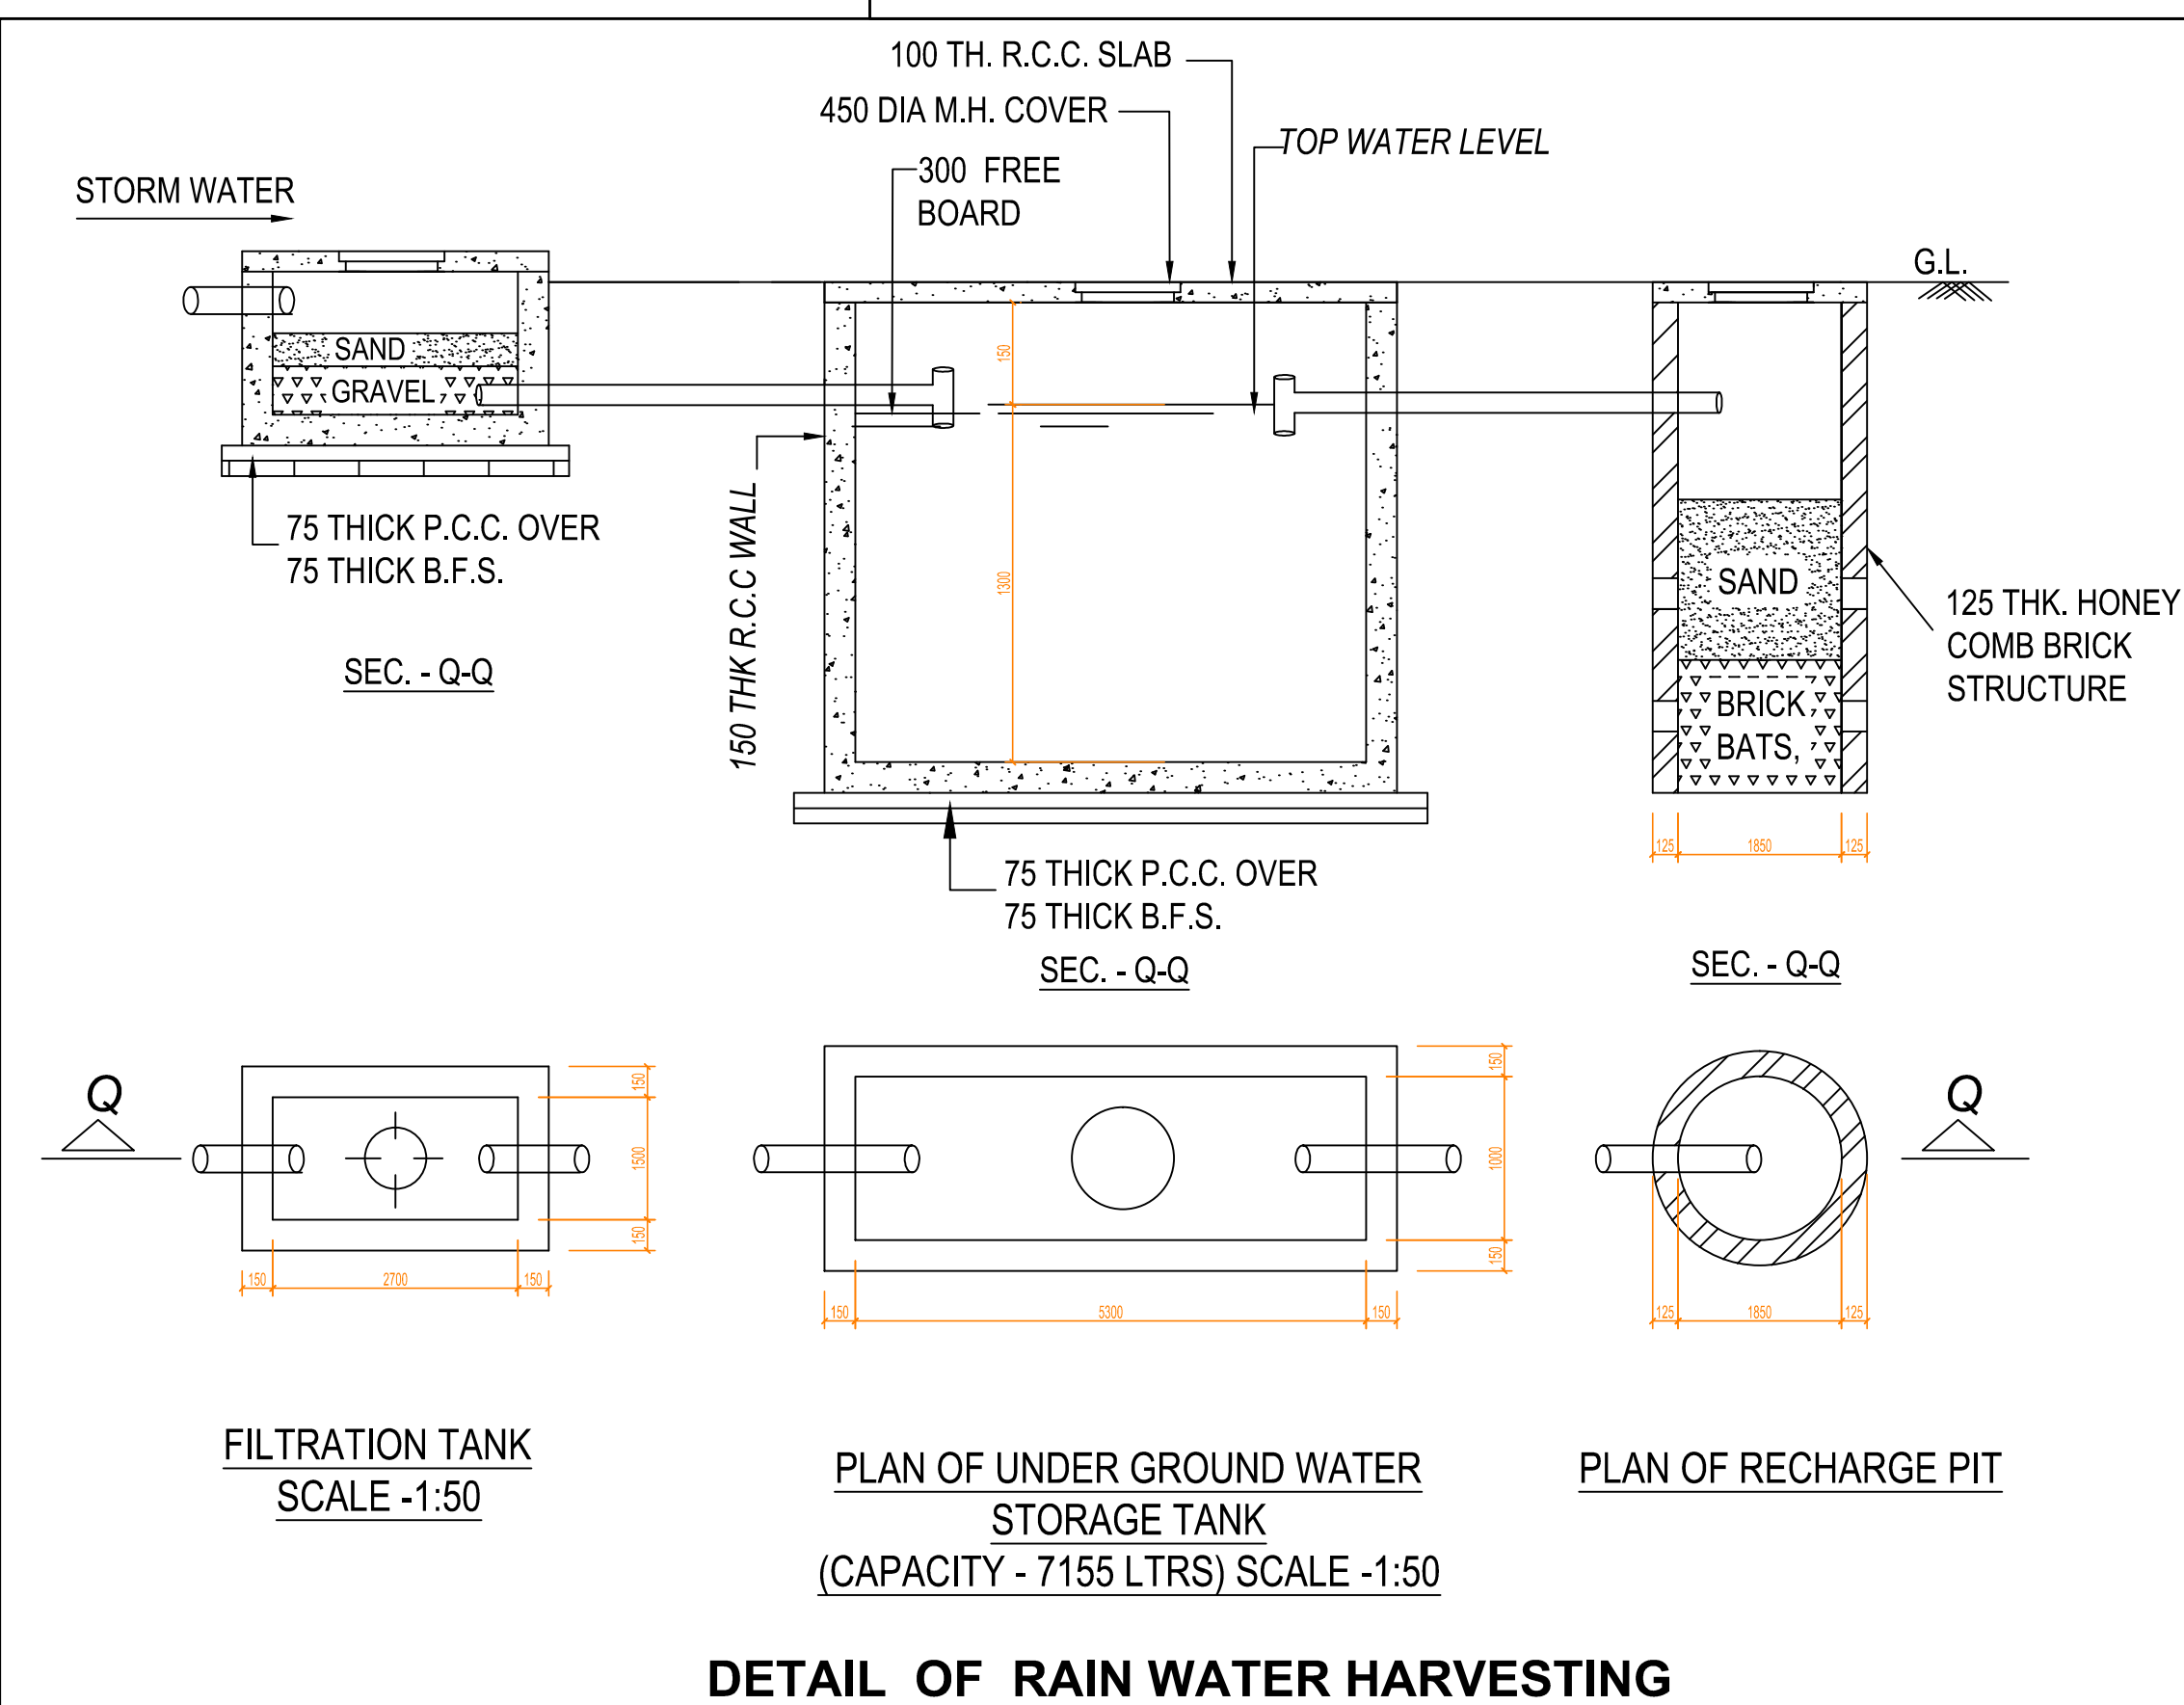 100 TH. R.C.C. SLAB
450 DIA M.H. COVER
TOP WATER LEVEL
300 FREE
BOARD
STORM WATER
G.L.
SAND
GRAVEL
150
75 THICK P.C.C. OVER
75 THICK B.F.S.
150 THK R.C.C WALL
1300
SAND
BRICK
BATS,
125 THK. HONEY
COMB BRICK
STRUCTURE
SEC. - Q-Q
125
1850
125
75 THICK P.C.C. OVER
75 THICK B.F.S.
SEC. - Q-Q
SEC. - Q-Q
Q
150
1500
150
150
2700
150
150
1000
150
150
5300
150
Q
125
1850
125
FILTRATION TANK
SCALE -1:50
PLAN OF UNDER GROUND WATER
STORAGE TANK
(CAPACITY - 7155 LTRS) SCALE -1:50
PLAN OF RECHARGE PIT
DETAIL OF RAIN WATER HARVESTING